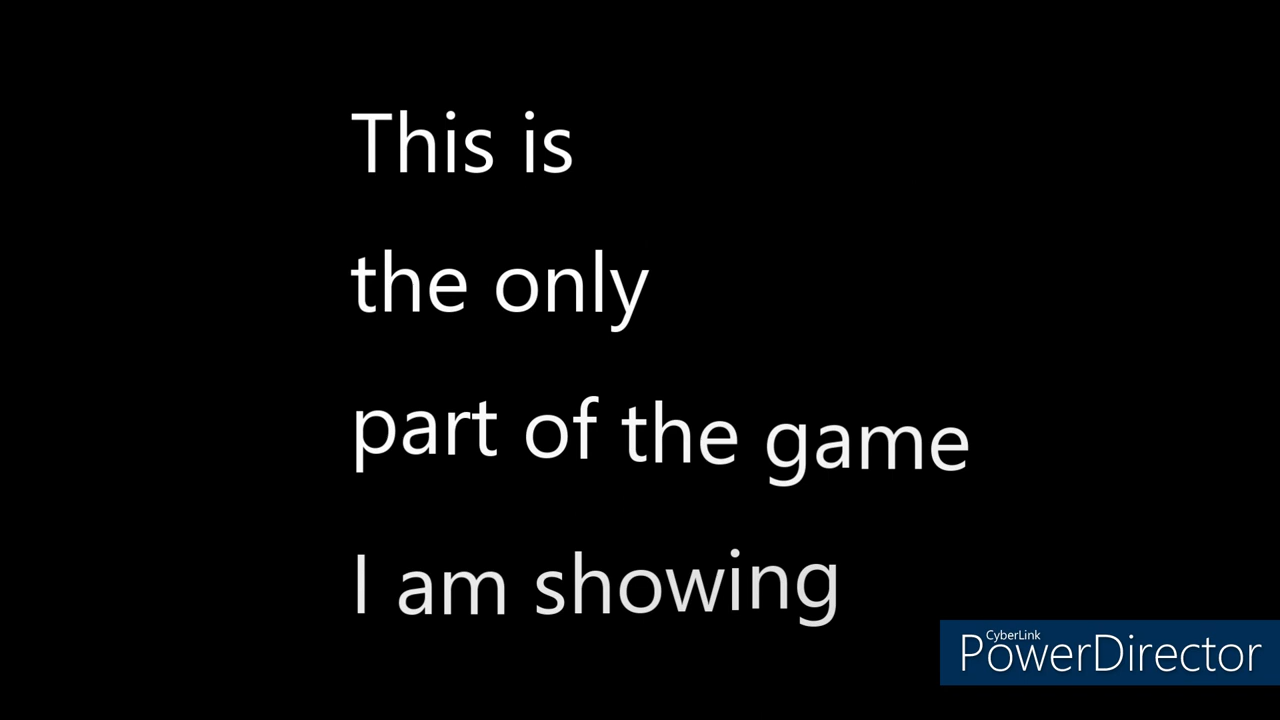 This is
the only
part of the game
I am showing
CyberLink
PowerDirector